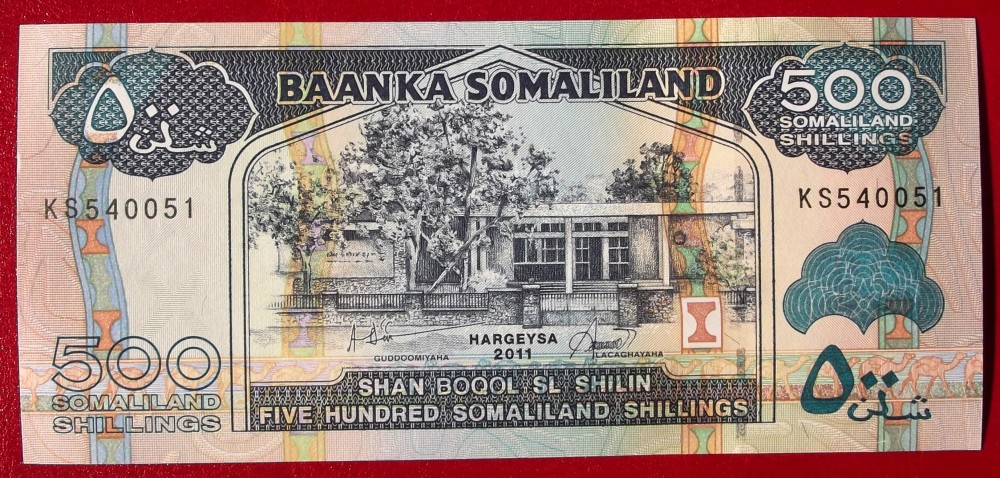 BAANKA SOMALILAND
٥٠٠
شلن
500
SOMALILAND
SHILLINGS
KS540051
KS540051
HARGEYSA
2011
GUDDOOMIYAHA
LACAGHAYAHA
500
SOMALILAND
SHILLINGS
SHAN BOQOL SL SHILIN
FIVE HUNDRED SOMALILAND SHILLINGS
٥٠٠
شلن